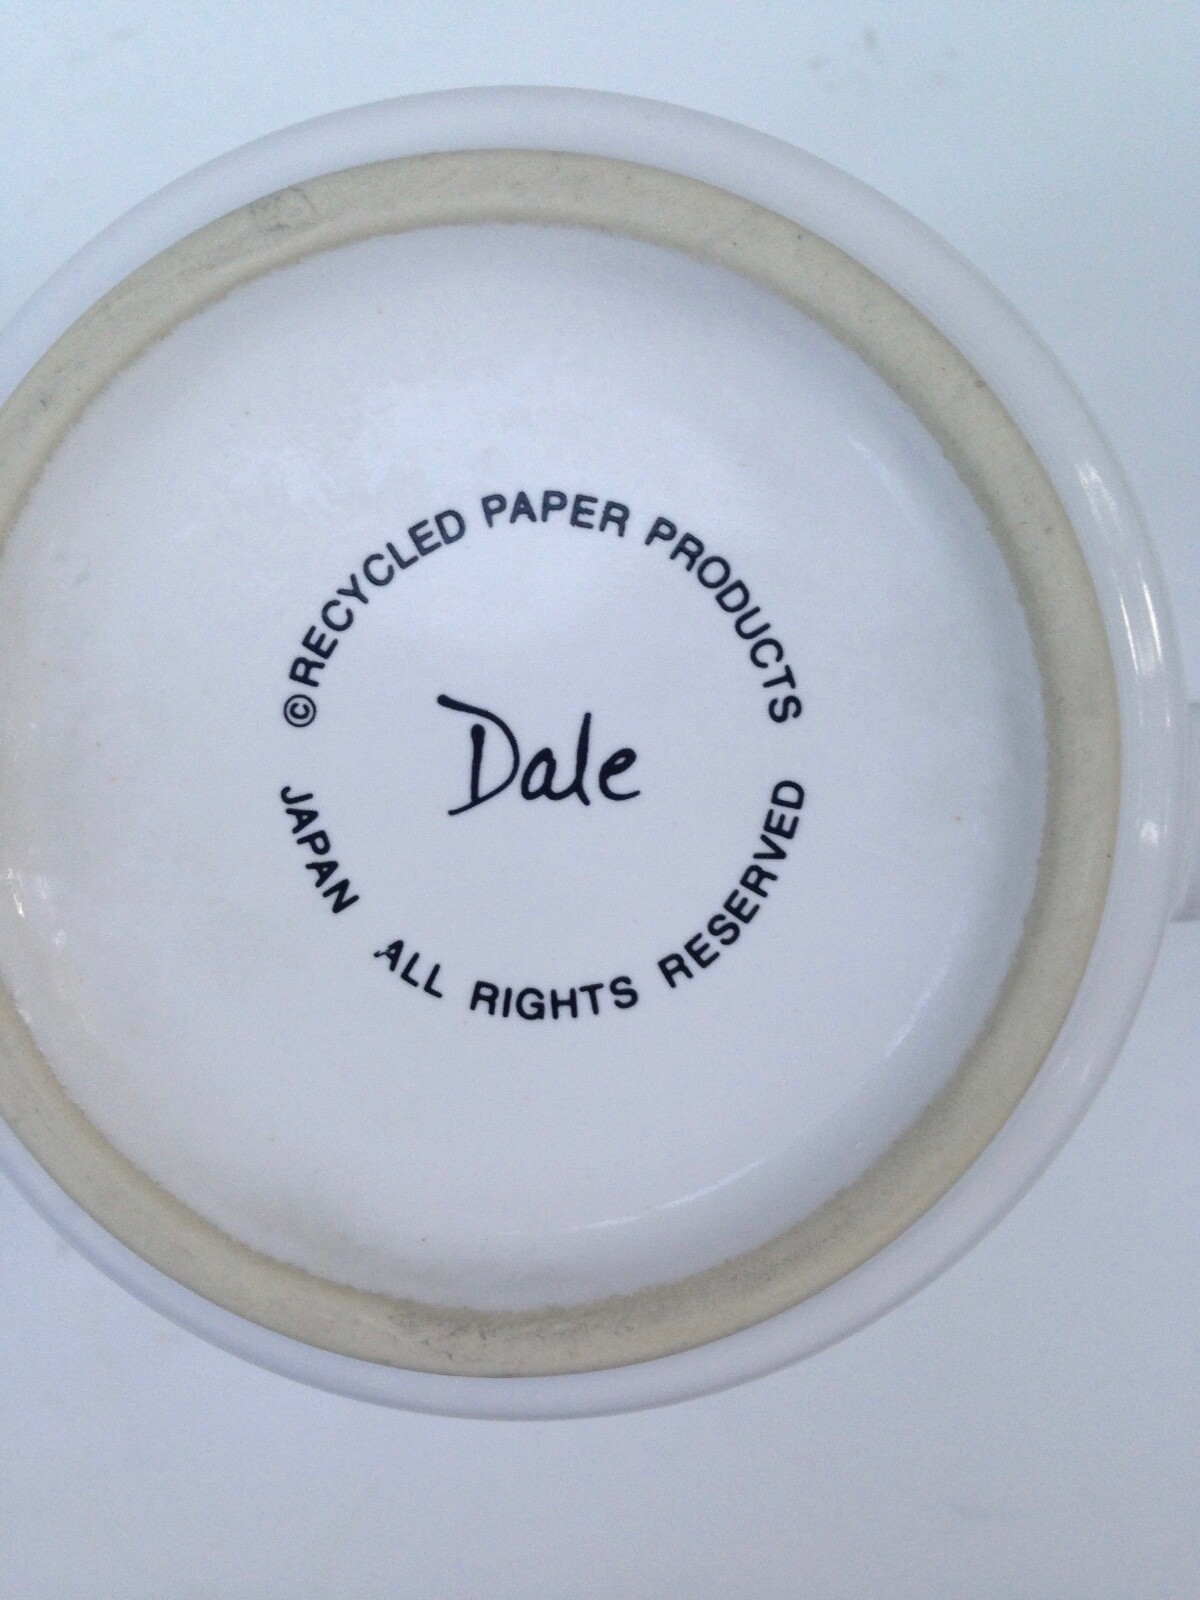 ©RECYCLED PAPER PRODUCTS
Dale
JAPAN ALL RIGHTS RESERVED